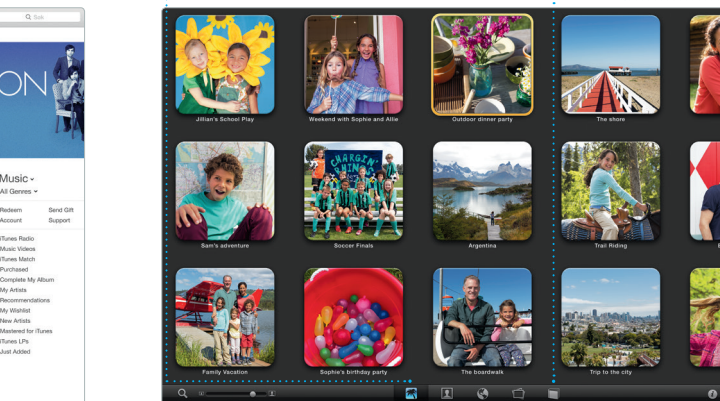 Søk
ON
Music
All Genres
Redeem Send Gift
Account Support
iTunes Radio
Music Videos
iTunes Match
Purchased
Complete My Album
My Artists
Recommendations
My Wishlist
New Artists
Mastered for iTunes
iTunes LPs
Just Added
Jillian's School Play
Weekend with Sophie and Allie
Outdoor dinner party
The shore
Sam's adventure
CHARGIN'
RHINOS
Soccer Finals
Argentina
Trail Riding
Family Vacation
Sophie's birthday party
The boardwalk
Trip to the city